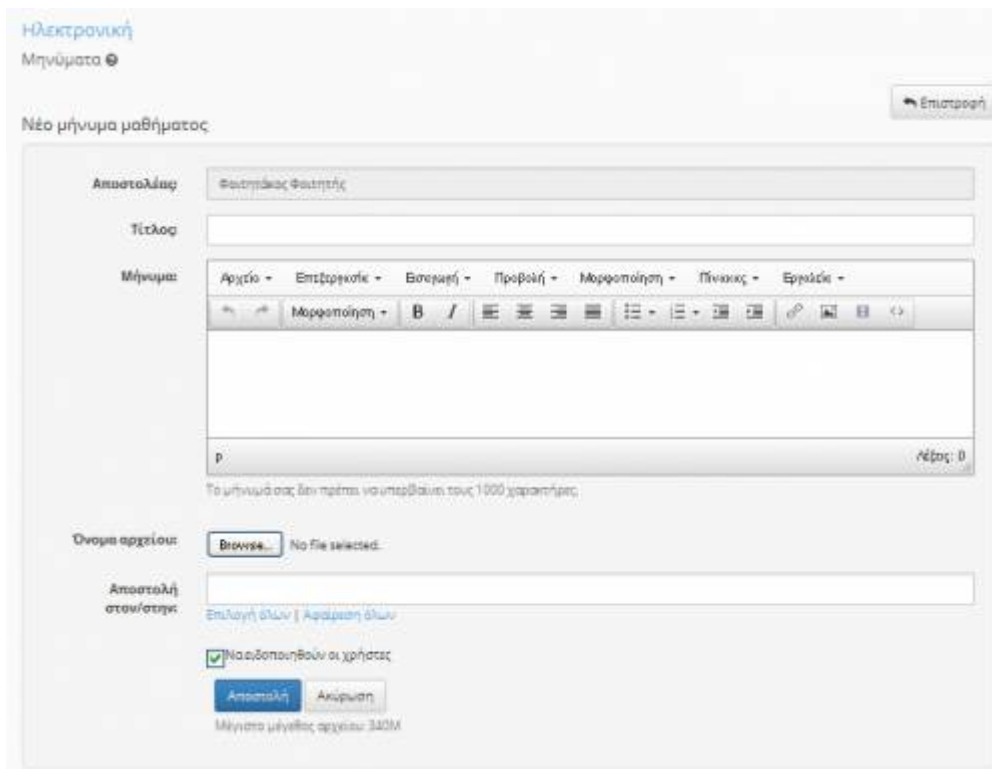 Ηλεκτρονική
Μηνύματα
Επιστροφή
Νέο μήνυμα μαθήματος
Αποστολέας:
Φοιτητάκος Φοιτητής
Τίτλος:
Μήνυμα:
Αρχείο Επεξεργασία Εισαγωγή Προβολή Μορφοποίηση Πίνακας Εργαλεία
Μορφοποίηση B I
p Λέξεις: 0
Το μήνυμά σας δεν πρέπει να υπερβαίνει τους 1000 χαρακτήρες.
Όνομα αρχείου: Browse... No file selected.
Αποστολή
στον/στην:
Επιλογή όλων | Αφαίρεση όλων
Να ειδοποιηθούν οι χρήστες
Αποστολή Ακύρωση
Μέγιστο μέγεθος αρχείου: 340M